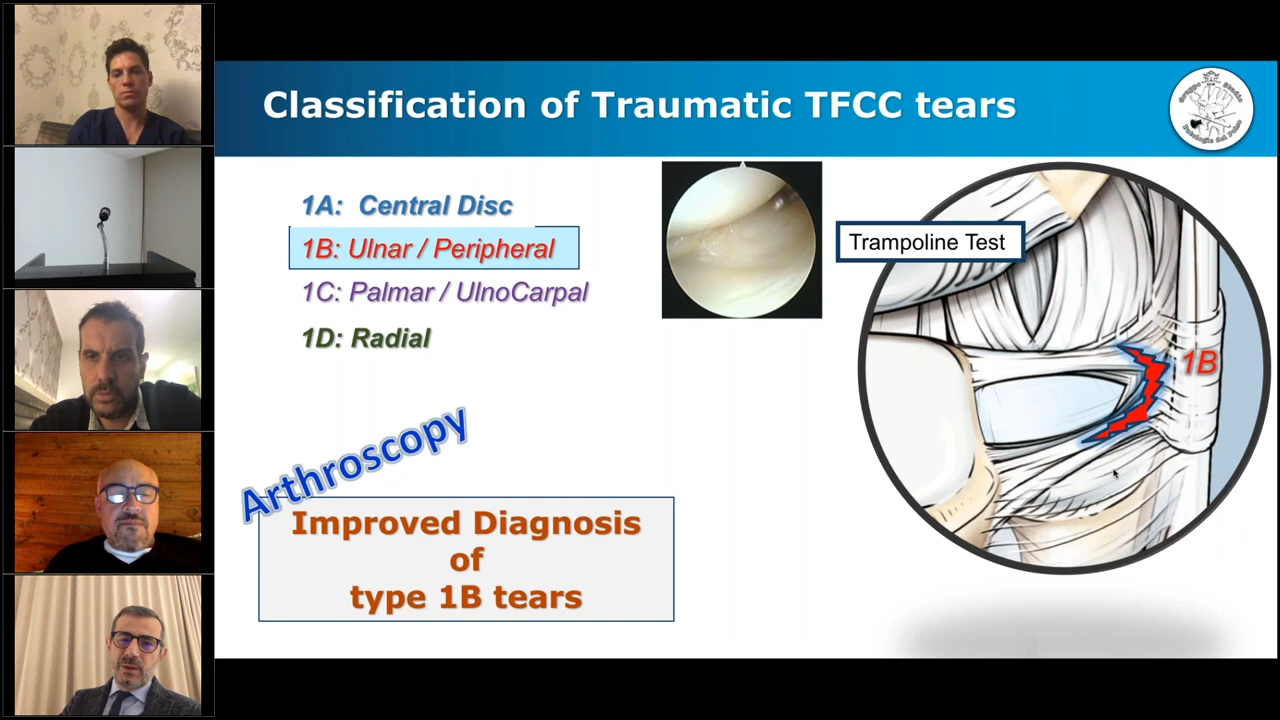 Classification of Traumatic TFCC tears
1A: Central Disc
1B: Ulnar / Peripheral
1C: Palmar / UlnoCarpal
1D: Radial
Trampoline Test
1B
Arthroscopy
Improved Diagnosis
of
type 1B tears